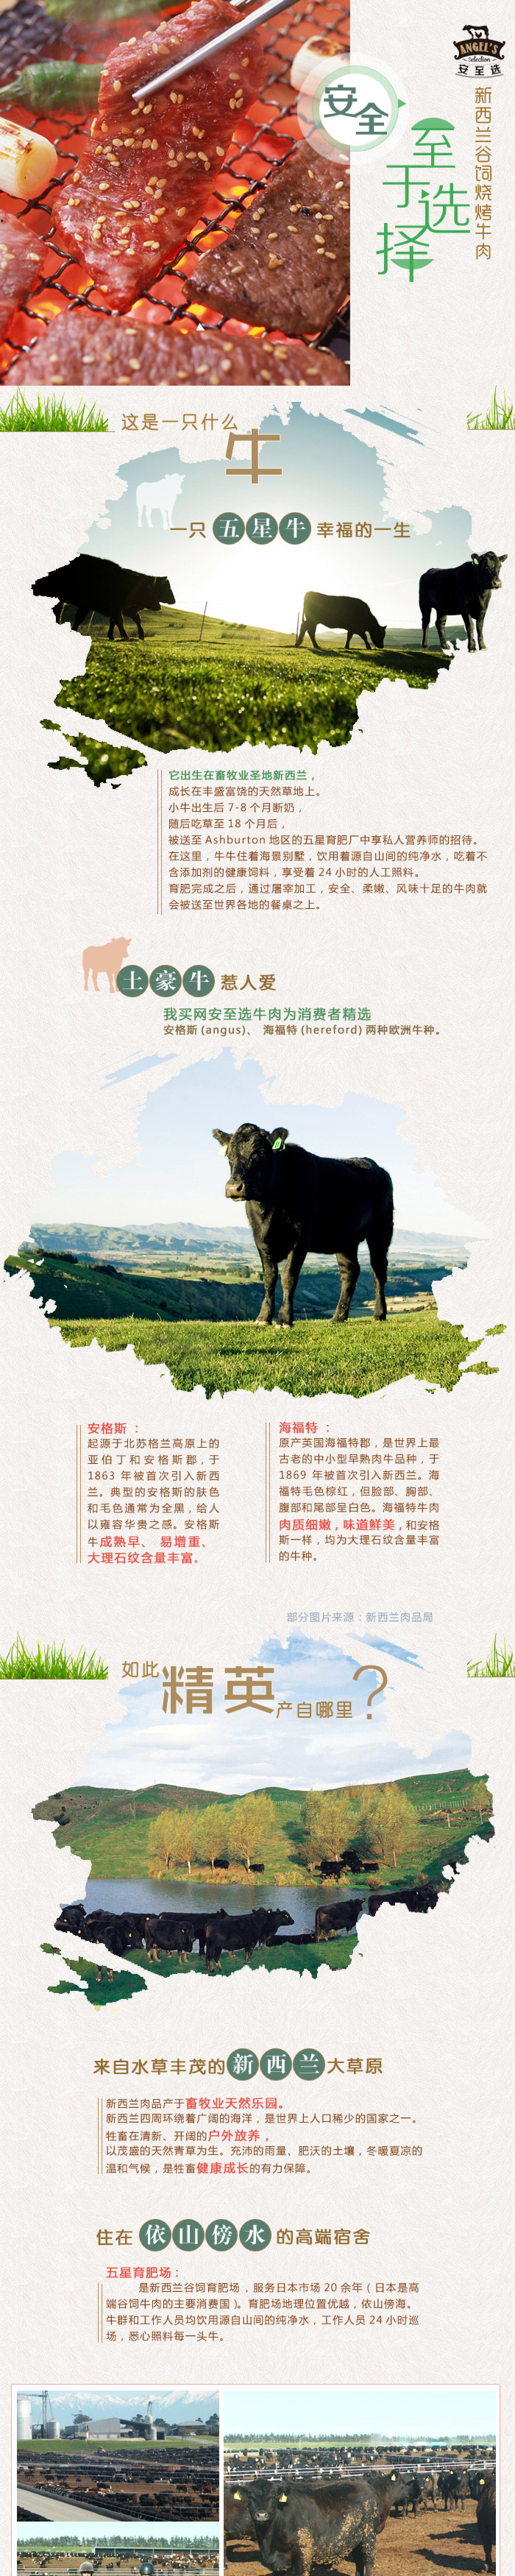 ANGEL'S
Selection
安至选
新西兰谷饲烧烤牛肉
安全
至
于选
择
这是一只什么
牛
一只 五星牛 幸福的一生
它出生在畜牧业圣地新西兰，
成长在丰盛富饶的天然草地上。
小牛出生后 7-8 个月断奶，
随后吃草至 18 个月后，
被送至 Ashburton 地区的五星育肥厂中享私人营养师的招待。
在这里，牛牛住着海景别墅，饮用着源自山间的纯净水，吃着不
含添加剂的健康饲料，享受着 24 小时的人工照料。
育肥完成之后，通过屠宰加工，安全、柔嫩、风味十足的牛肉就
会被送至世界各地的餐桌之上。
土豪牛 惹人爱
我买网安至选牛肉为消费者精选
安格斯 (angus)、 海福特 (hereford) 两种欧洲牛种。
安格斯 ：
起源于北苏格兰高原上的
亚伯丁和安格斯郡，于
1863 年被首次引入新西
兰。典型的安格斯的肤色
和毛色通常为全黑，给人
以雍容华贵之感。安格斯
牛成熟早、 易增重、
大理石纹含量丰富。
海福特 ：
原产英国海福特郡，是世界上最
古老的中小型早熟肉牛品种，于
1869 年被首次引入新西兰。海
福特毛色棕红，但脸部、胸部、
腹部和尾部呈白色。海福特牛肉
肉质细嫩，味道鲜美，和安格
斯一样，均为大理石纹含量丰富
的牛种。
部分图片来源：新西兰肉品局
如此精英产自哪里？
来自水草丰茂的新西兰大草原
新西兰肉品产于畜牧业天然乐园。
新西兰四周环绕着广阔的海洋，是世界上人口稀少的国家之一。
牲畜在清新、开阔的户外放养，
以茂盛的天然青草为生。充沛的雨量、肥沃的土壤，冬暖夏凉的
温和气候，是牲畜健康成长的有力保障。
住在 依山傍水 的高端宿舍
五星育肥场：
是新西兰谷饲育肥场，服务日本市场 20 余年（日本是高
端谷饲牛肉的主要消费国）。育肥场地理位置优越，依山傍海。
牛群和工作人员均饮用源自山间的纯净水，工作人员 24 小时巡
场，悉心照料每一头牛。